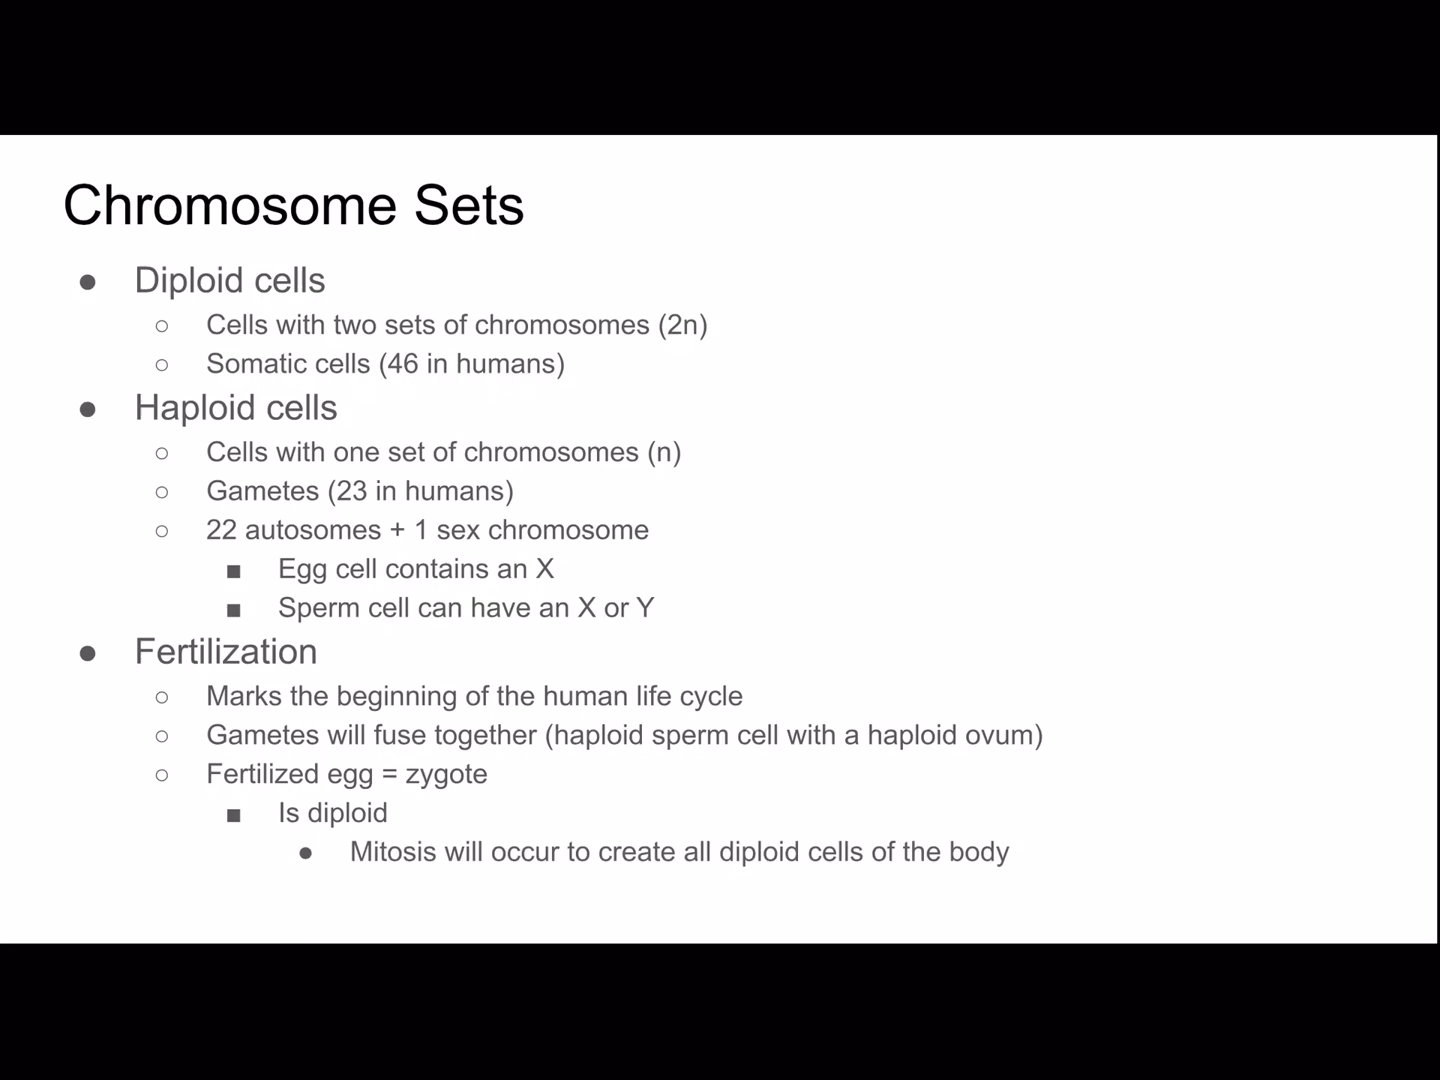 Chromosome Sets
● Diploid cells
○ Cells with two sets of chromosomes (2n)
○ Somatic cells (46 in humans)
● Haploid cells
○ Cells with one set of chromosomes (n)
○ Gametes (23 in humans)
○ 22 autosomes + 1 sex chromosome
■ Egg cell contains an X
■ Sperm cell can have an X or Y
● Fertilization
○ Marks the beginning of the human life cycle
○ Gametes will fuse together (haploid sperm cell with a haploid ovum)
○ Fertilized egg = zygote
■ Is diploid
● Mitosis will occur to create all diploid cells of the body